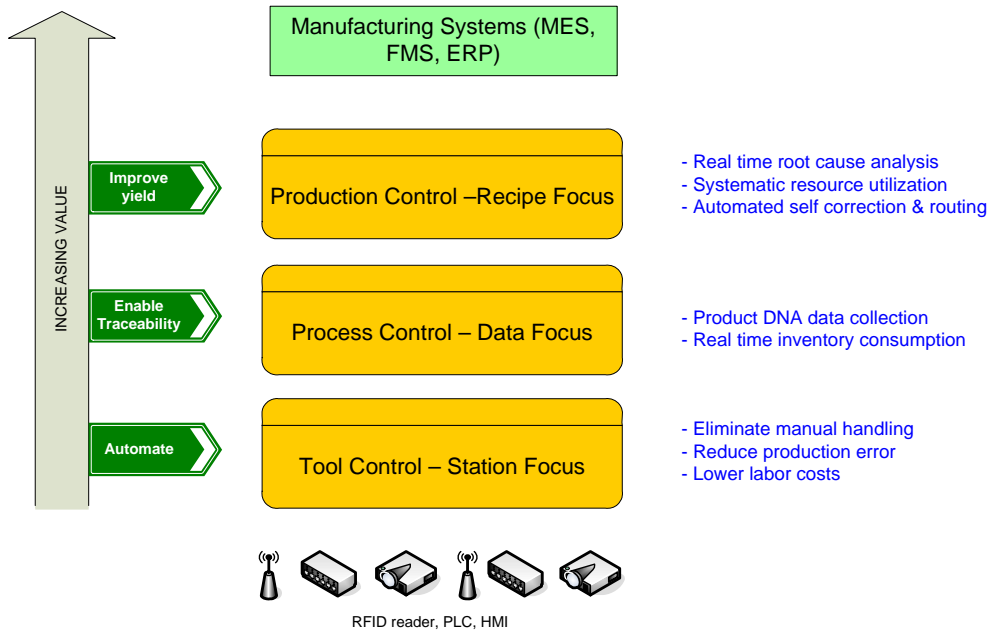 Manufacturing Systems (MES,
FMS, ERP)
INCREASING VALUE
Improve
yield
Production Control –Recipe Focus
- Real time root cause analysis
- Systematic resource utilization
- Automated self correction & routing
Enable
Traceability
Process Control – Data Focus
- Product DNA data collection
- Real time inventory consumption
Automate
Tool Control – Station Focus
- Eliminate manual handling
- Reduce production error
- Lower labor costs
RFID reader, PLC, HMI